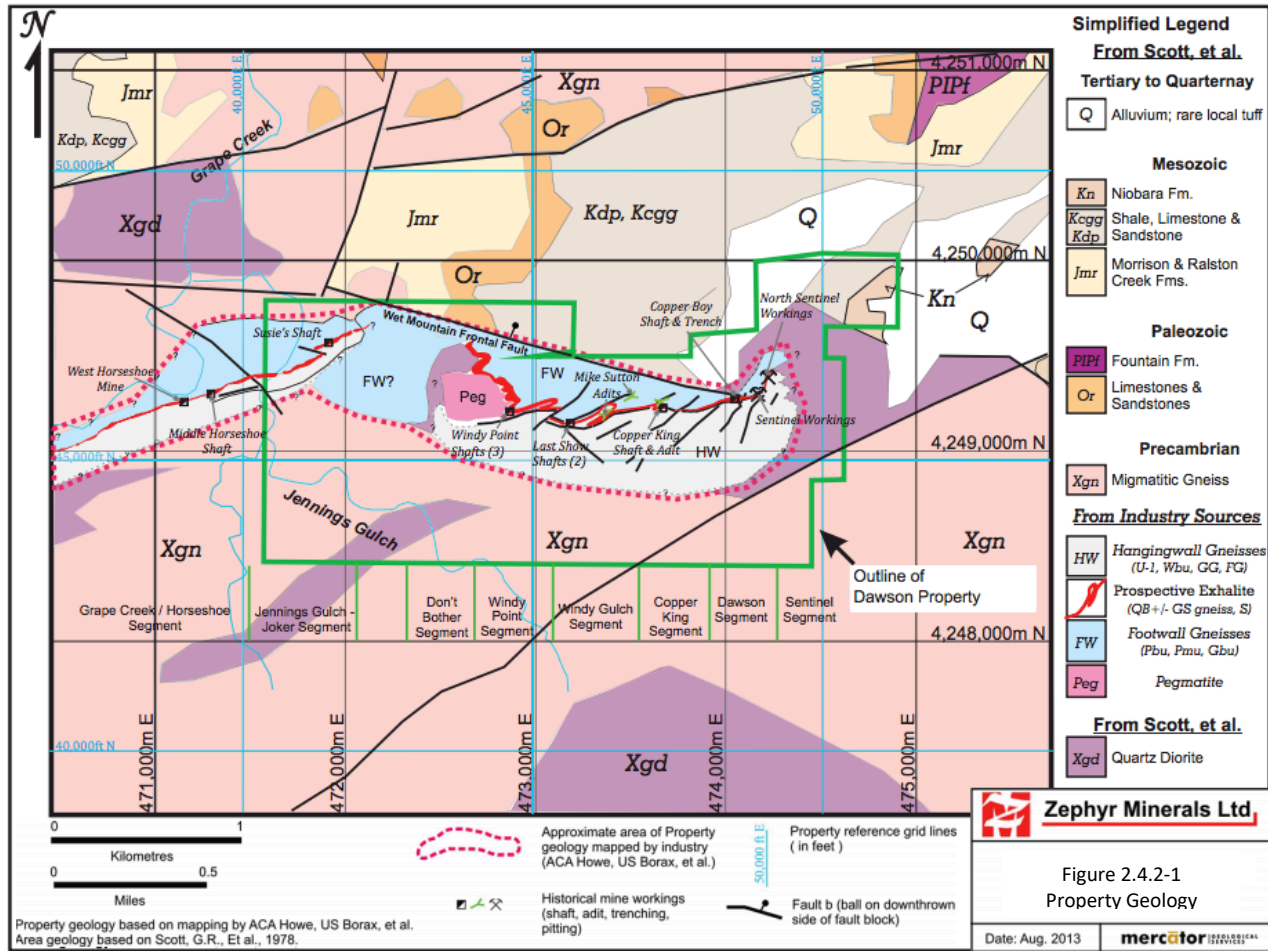 N
4,251,000m N
40,000ft E
45,000ft E
50,000ft E
Jmr
Xgn
PIPf
Kdp, Kcgg
Grape Creek
Or
Jmr
50,000ft N
Xgd
Jmr
Kdp, Kcgg
Q
Or
4,250,000m N
Kn
Q
Copper Boy
Shaft & Trench
North Sentinel
Workings
Susie's Shaft
Wet Mountain Frontal Fault
West Horseshoe
Mine
FW?
FW
Mike Sutton
Adits
Peg
Middle Horseshoe
Shaft
Windy Point
Shafts (3)
Last Show
Shafts (2)
Copper King
Shaft & Adit
HW
Sentinel Workings
4,249,000m N
45,000ft N
Jennings Gulch
Xgn
Xgn
Xgn
Outline of
Dawson Property
Grape Creek / Horseshoe
Segment
Jennings Gulch -
Joker Segment
Don't
Bother
Segment
Windy
Point
Segment
Windy Gulch
Segment
Copper
King
Segment
Dawson
Segment
Sentinel
Segment
4,248,000m N
40,000ft N
Xgd
471,000m E
472,000m E
473,000m E
474,000m E
475,000m E
Simplified Legend
From Scott, et al.
Tertiary to Quarternay
Q Alluvium; rare local tuff
Mesozoic
Kn Niobara Fm.
Kcgg Kdp Shale, Limestone &
Sandstone
Jmr Morrison & Ralston
Creek Fms.
Paleozoic
PIPf Fountain Fm.
Or Limestones &
Sandstones
Precambrian
Xgn Migmatitic Gneiss
From Industry Sources
HW Hangingwall Gneisses
(U-1, Wbu, GG, FG)
Prospective Exhalite
(QB+/- GS gneiss, S)
FW Footwall Gneisses
(Pbu, Pmu, Gbu)
Peg Pegmatite
From Scott, et al.
Xgd Quartz Diorite
0 1
Kilometres
0 0.5
Miles
Approximate area of Property
geology mapped by industry
(ACA Howe, US Borax, et al.)
Historical mine workings
(shaft, adit, trenching,
pitting)
50,000 ft E
Property reference grid lines
( in feet )
Fault b (ball on downthrown
side of fault block)
Property geology based on mapping by ACA Howe, US Borax, et al.
Area geology based on Scott, G.R., Et al., 1978.
Zephyr Minerals Ltd.
Figure 2.4.2-1
Property Geology
Date: Aug. 2013
mercator GEOLOGICAL
SERVICES